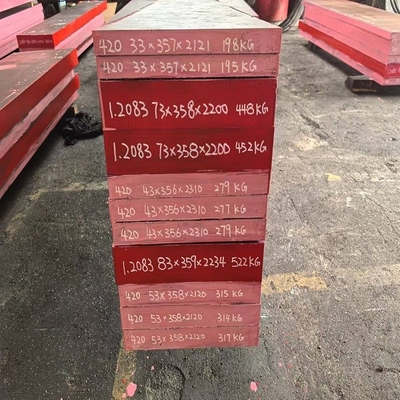 420 33×357×2121 198KG
420 33×357×2121 195KG
1.2083 73×358×2200 448KG
1.2083 73×358×2200 452KG
420 43×356×2310 279KG
420 43×356×2310 277KG
420 43×356×2310 279KG
1.2083 83×359×2234 522KG
420 53×358×2120 315KG
420 53×358×2120 314KG
420 53×358×2120 317KG